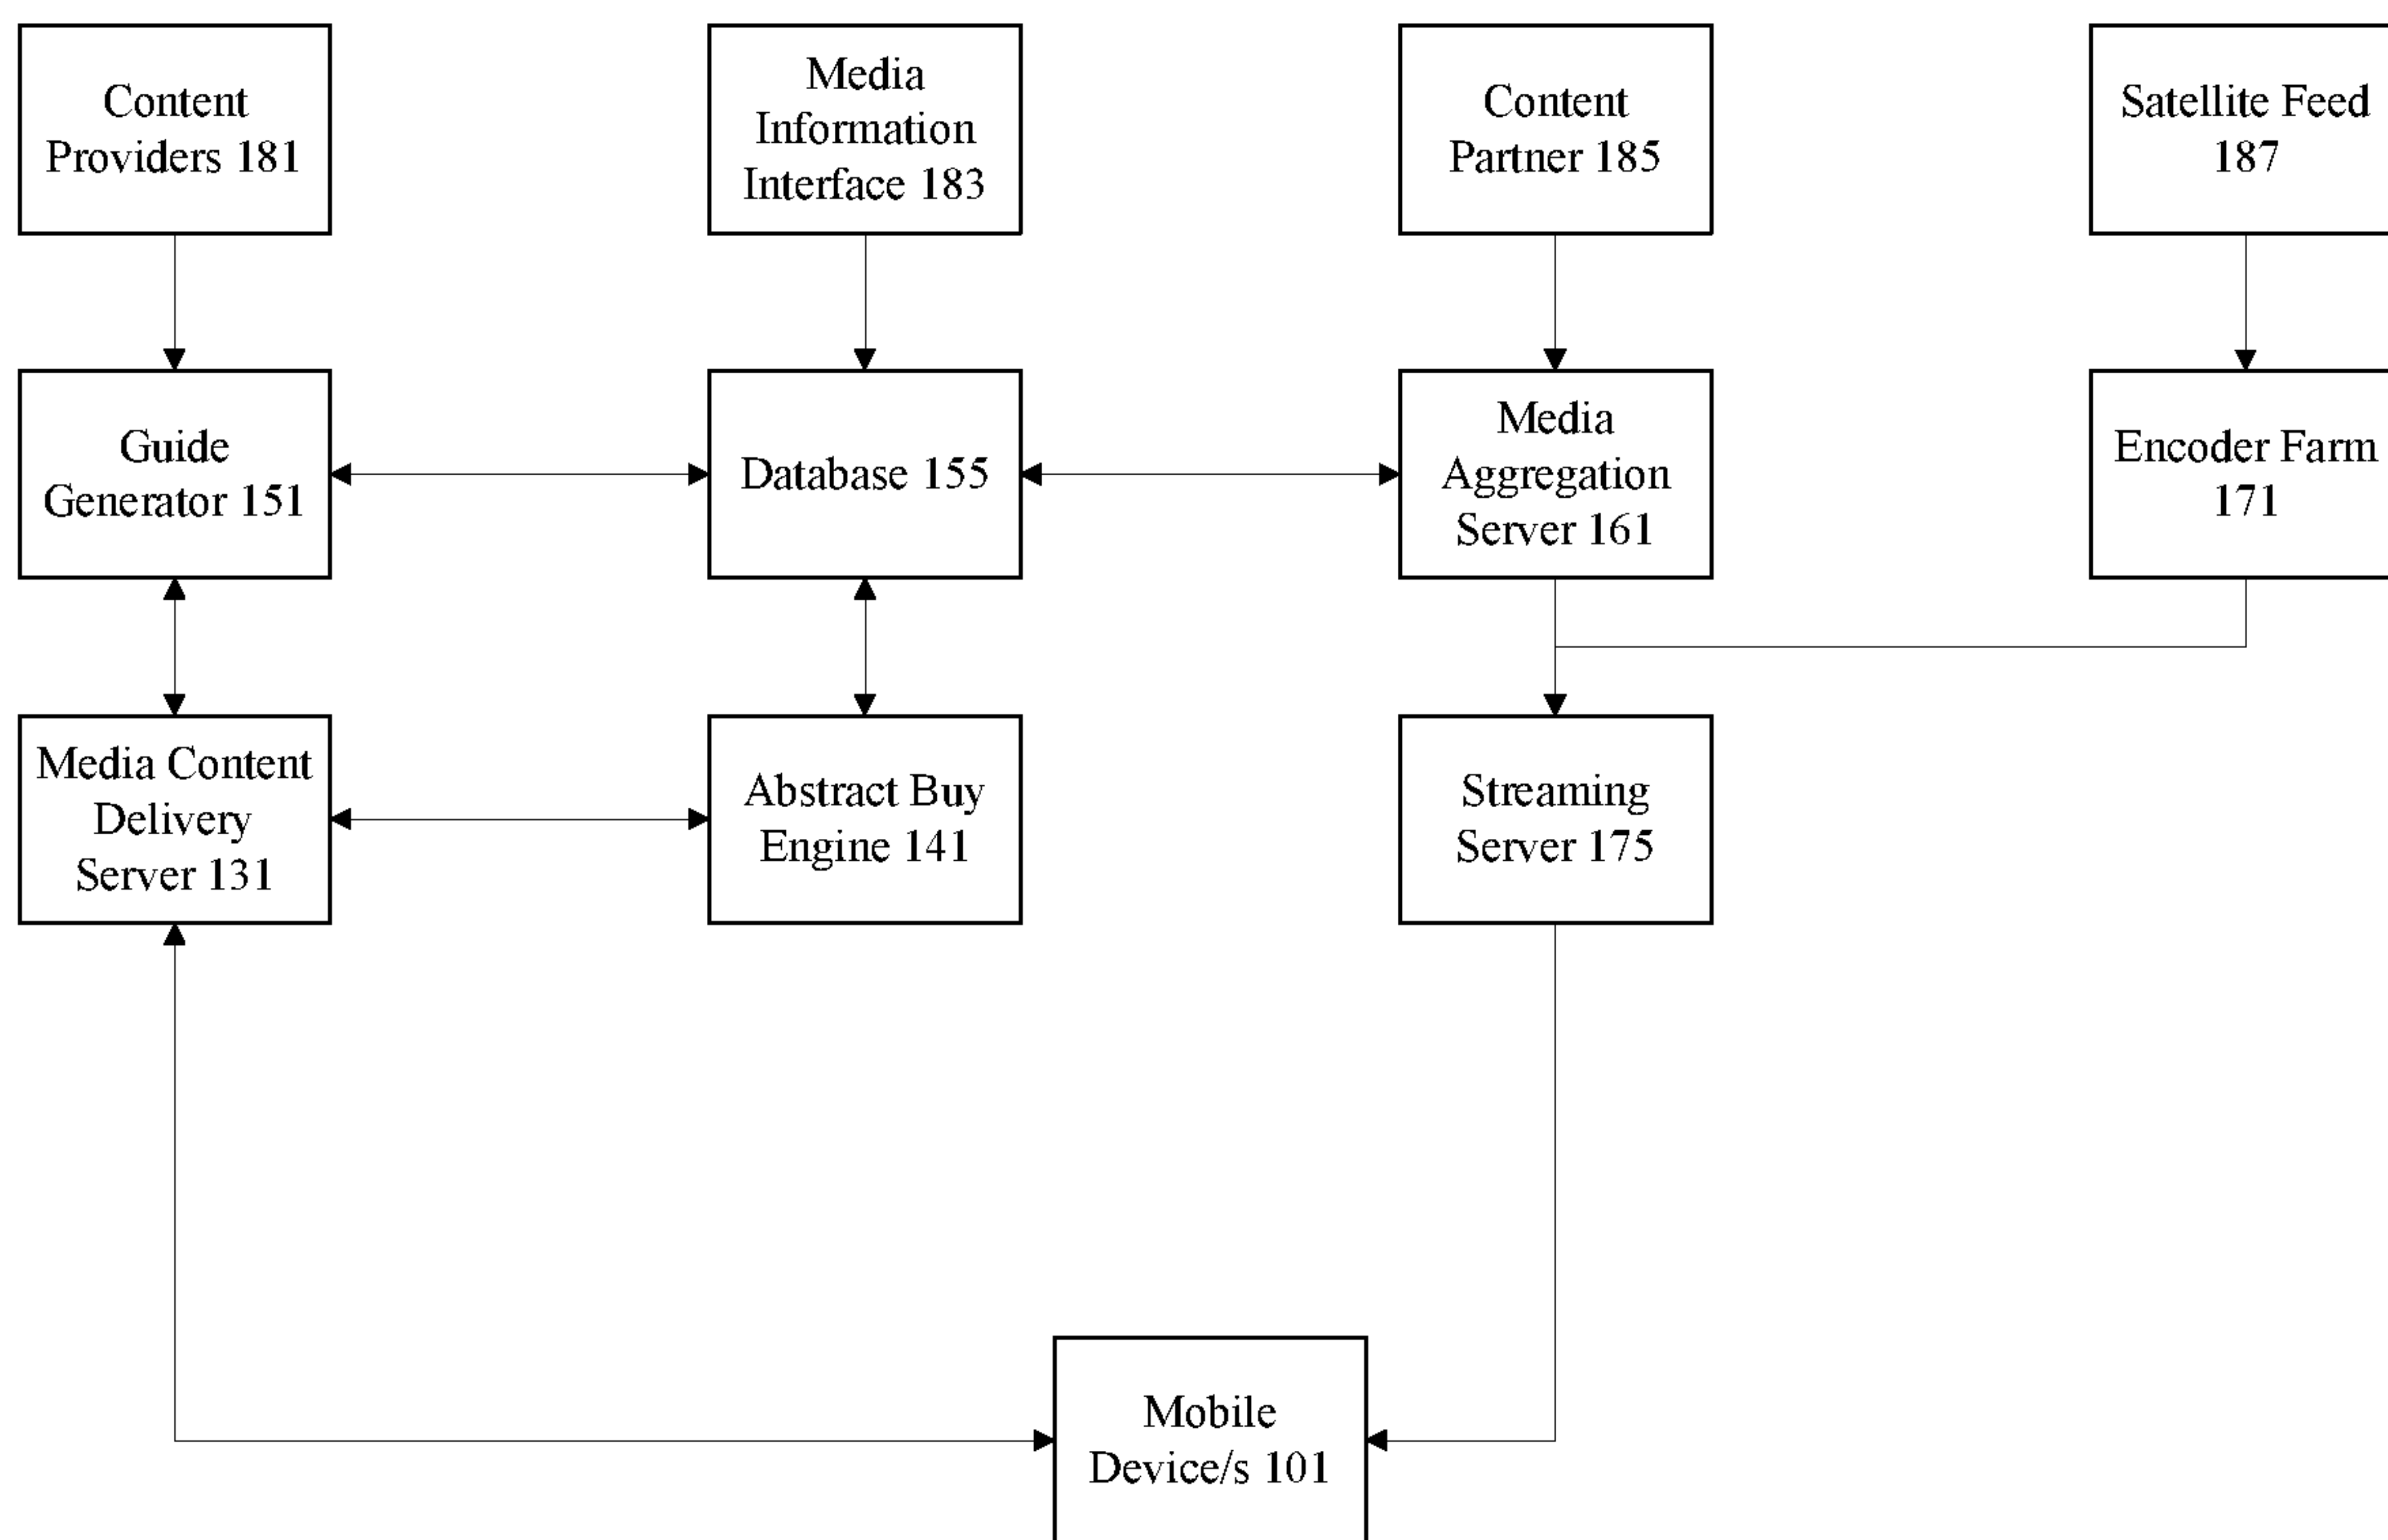 Content
Providers 181
Media
Information
Interface 183
Content
Partner 185
Satellite Feed
187
Guide
Generator 151
Database 155
Media
Aggregation
Server 161
Encoder Farm
171
Media Content
Delivery
Server 131
Abstract Buy
Engine 141
Streaming
Server 175
Mobile
Device/s 101